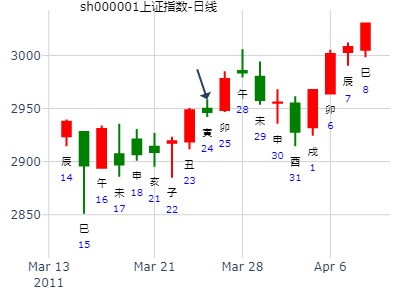 sh000001上证指数-日线
3000
2950
2900
2850
辰
14
巳
15
午
16
未
17
申
18
亥
21
子
22
丑
23
寅
24
卯
25
午
28
未
29
申
30
酉
31
戌
1
卯
6
辰
7
巳
8
Mar 13
2011
Mar 21
Mar 28
Apr 6